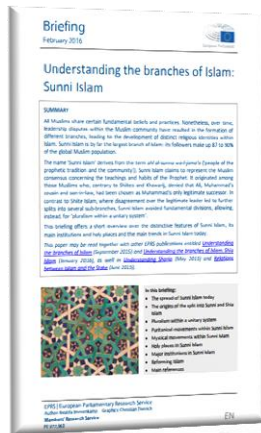 Briefing
February 2016
European Parliament
Understanding the branches of Islam:
Sunni Islam
SUMMARY
All Muslims share certain fundamental beliefs and practices. Nonetheless, over time,
leadership disputes within the Muslim community have resulted in the formation of
different branches, leading to the development of distinct religious identities within
Islam. Sunni Islam is by far the largest branch of Islam: its followers make up 87 to 90%
of the global Muslim population.
The name 'Sunni Islam' derives from the term ('people of the
prophetic tradition and the community'). Sunni Islam claims to represent the Muslim
consensus concerning the teachings and habits of the Prophet. It originated among
those Muslims who, contrary to Shiites and denied that Ali, Muhammad's
cousin and son-in-law, had been chosen as Muhammad's only legitimate successor. In
contrast to Shiite Islam, where disagreement over the legitimate leader led to further
splits into several sub-branches, Sunni Islam avoided fundamental divisions, allowing,
instead, for 'pluralism within a unitary system'.
This briefing offers a short overview over the distinctive features of Sunni Islam, its
main institutions and holy places and the major trends in Sunni Islam today.
This paper may be read together with other EPRS publications entitled Understanding
the branches of Islam (September 2015) and Understanding the branches of Islam: Shia
Islam (January 2016), as well as Understanding Sharia (May 2015) and Relations
between Islam and the State (June 2015).
In this briefing:
The spread of Sunni Islam today
The origins of the split into Sunni and Shia
Islam
Pluralism within a unitary system
Puritanical movements within Sunni Islam
Mystical movements within Sunni Islam
Holy places in Sunni Islam
Major institutions in Sunni Islam
Reforming Islam
Main references
EPRS | European Parliamentary Research Service
Members' Research Service
EN